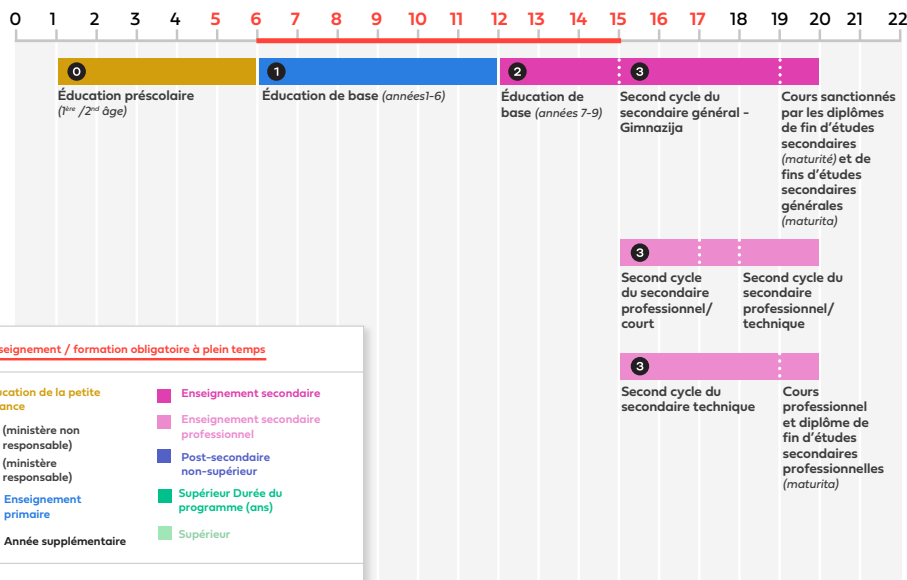 0 1 2 3 4 5 6 7 8 9 10 11 12 13 14 15 16 17 18 19 20 21 22
0
1
2
3
Éducation préscolaire
(1ère /2nd âge)
Éducation de base (années1-6)
Éducation de
base (années 7-9)
Second cycle du
secondaire général -
Gimnazija
Cours sanctionnés
par les diplômes
de fin d'études
secondaires
(maturité) et de
fins d'études
secondaires
générales
(maturita)
3
Second cycle
du secondaire
professionnel/
court
Second cycle du
secondaire
professionnel/
technique
3
Second cycle du
secondaire technique
Cours
professionnel
et diplôme de
fin d'études
secondaires
professionnelles
(maturita)
seignement / formation obligatoire à plein temps
ucation de la petite
ance
(ministère non
responsable)
(ministère
responsable)
Enseignement
primaire
Année supplémentaire
Enseignement secondaire
Enseignement secondaire
professionnel
Post-secondaire
non-supérieur
Supérieur Durée du
programme (ans)
Supérieur